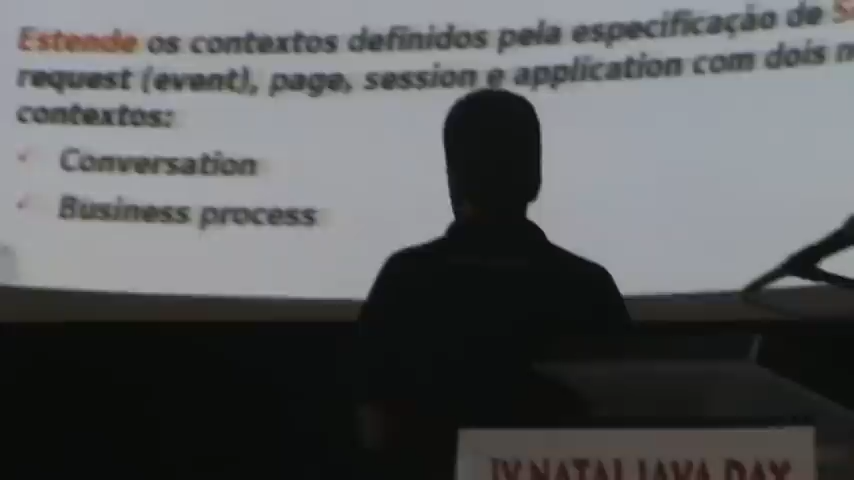 Estende os contextos definidos pela especificação de
request (event), page, session e application com dois
contextos:
Conversation
Business process
IV NATAL JAVA DAY